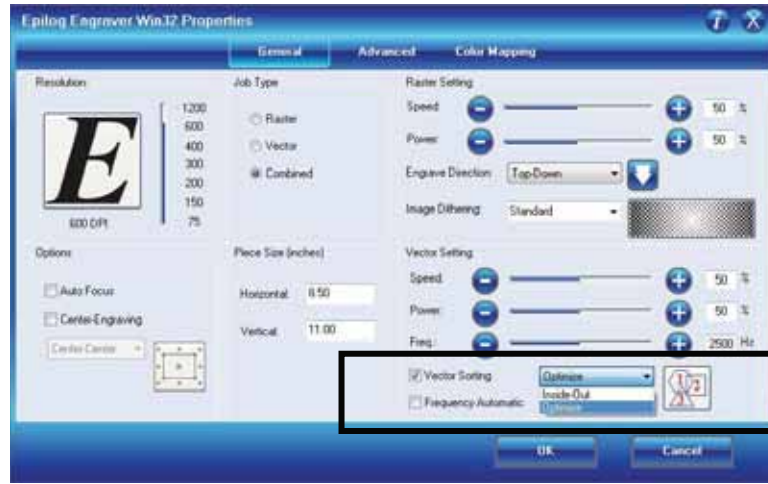 Epilog Engraver Win32 Properties
General Advanced Color Mapping
Resolution
1200
600
400
300
200
150
75
E
600 DPI
Job Type
Raster
Vector
Combined
Raster Setting
Speed 50 %
Power 50 %
Engrave Direction Top-Down
Image Dithering Standard
Options
Auto Focus
Center-Engraving
Center-Center
Piece Size (inches)
Horizontal 8.50
Vertical 11.00
Vector Setting
Speed 50 %
Power 50 %
Freq.: 2500 Hz
Vector Sorting Optimize
Inside-Out
Optimize
Frequency Automatic
1 2
OK Cancel